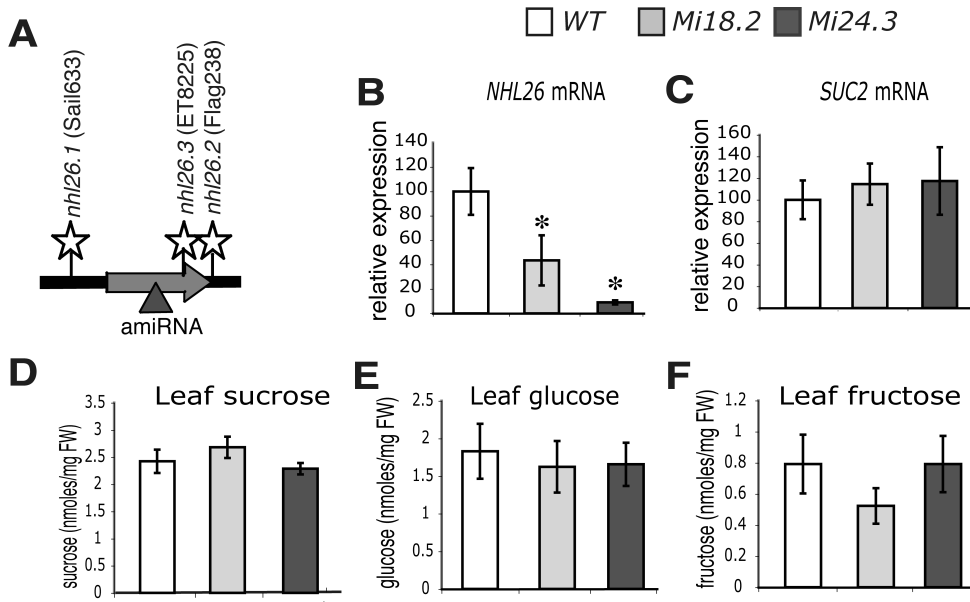 WT Mi18.2 Mi24.3
A
nhl26.1 (Sail633)
nhl26.3 (ET8225)
nhl26.2 (Flag238)
amiRNA
B
NHL26 mRNA
relative expression
140
120
100
80
60
40
20
0
*
*
C
SUC2 mRNA
relative expression
160
140
120
100
80
60
40
20
0
D
Leaf sucrose
sucrose (nmoles/mg FW)
3.5
3
2.5
2
1.5
1
0.5
0
E
Leaf glucose
glucose (nmoles/mg FW)
2.5
2
1.5
1
0.5
0
F
Leaf fructose
fructose (nmoles/mg FW)
1.2
1
0.8
0.6
0.4
0.2
0